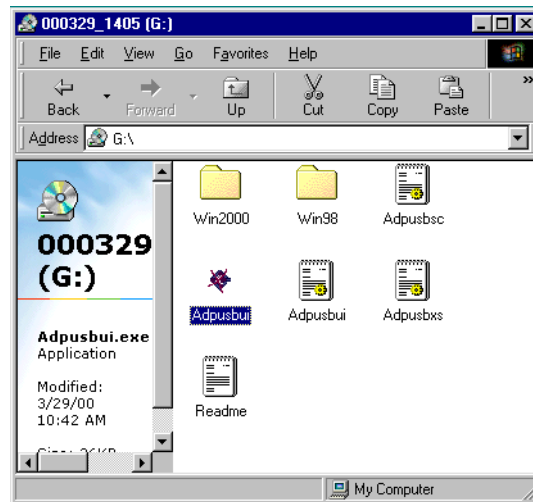 000329_1405 (G:)
File Edit View Go Favorites Help
Back Forward Up Cut Copy Paste »
Address G:\
000329
(G:)
Adpusbui.exe
Application
Modified:
3/29/00
10:42 AM
Win2000 Win98 Adpusbsc
Adpusbui Adpusbui Adpusbxs
Readme
My Computer